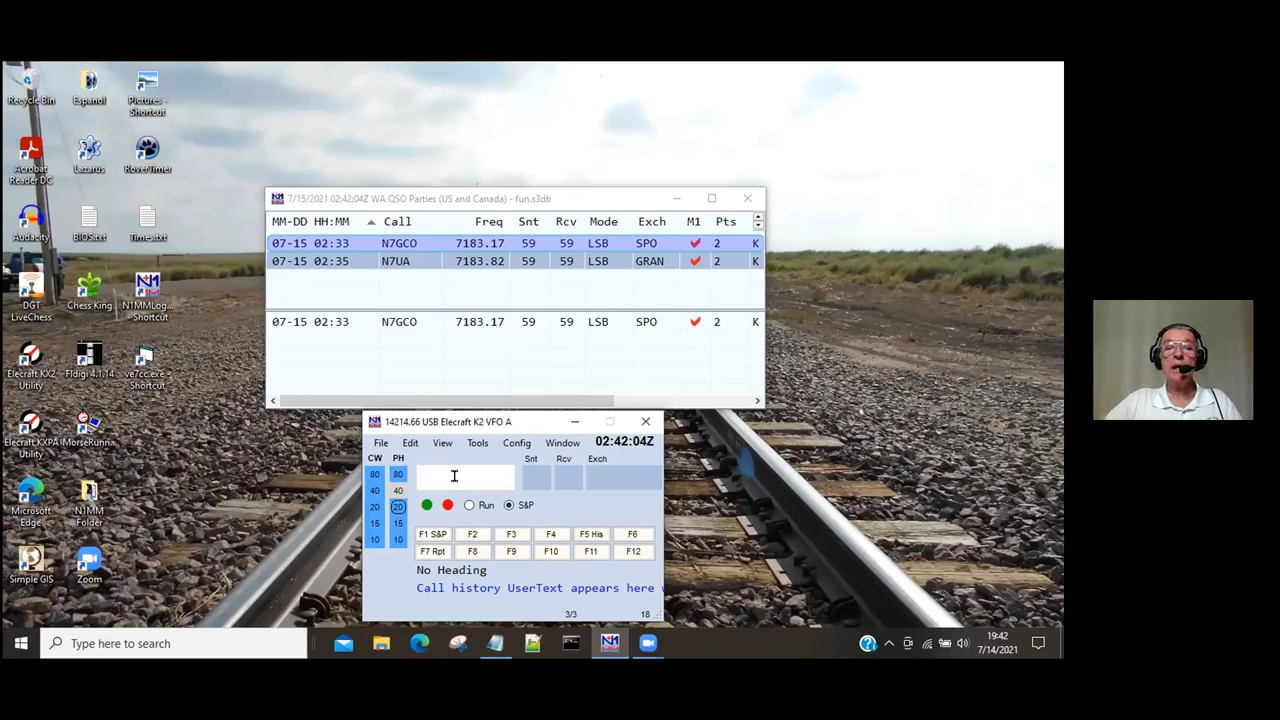 Recycle Bin
Espanol
Pictures - Shortcut
Acrobat Reader DC
Lazarus
RoverTimer
Audacity
BIOS.txt
Times.txt
DGT LiveChess
Chess King
N1MMLog... - Shortcut
Elecraft KX2 Utility
Fldigi 4.1.14
ve7cc.exe - Shortcut
Elecraft KXPA Utility
MorseRunn...
Microsoft Edge
N1MM Folder
Simple GIS
Zoom
7/15/2021 02:42:04Z WA QSO Parties (US and Canada) - fun.s3db
MM-DD HH:MM Call Freq Snt Rcv Mode Exch M1 Pts
07-15 02:33 N7GCO 7183.17 59 59 LSB SPO 2 K
07-15 02:35 N7UA 7183.82 59 59 LSB GRAN 2 K
07-15 02:33 N7GCO 7183.17 59 59 LSB SPO 2 K
14214.66 USB Elecraft K2 VFO A
File Edit View Tools Config Window 02:42:04Z
CW PH Snt Rcv Exch
80 80
40 40
20 20
Run S&P
15 15
10 10
F1 S&P F2 F3 F4 F5 His F6
F7 Rpt F8 F9 F10 F11 F12
No Heading
Call history UserText appears here
3/3 18
Type here to search
19:42
7/14/2021